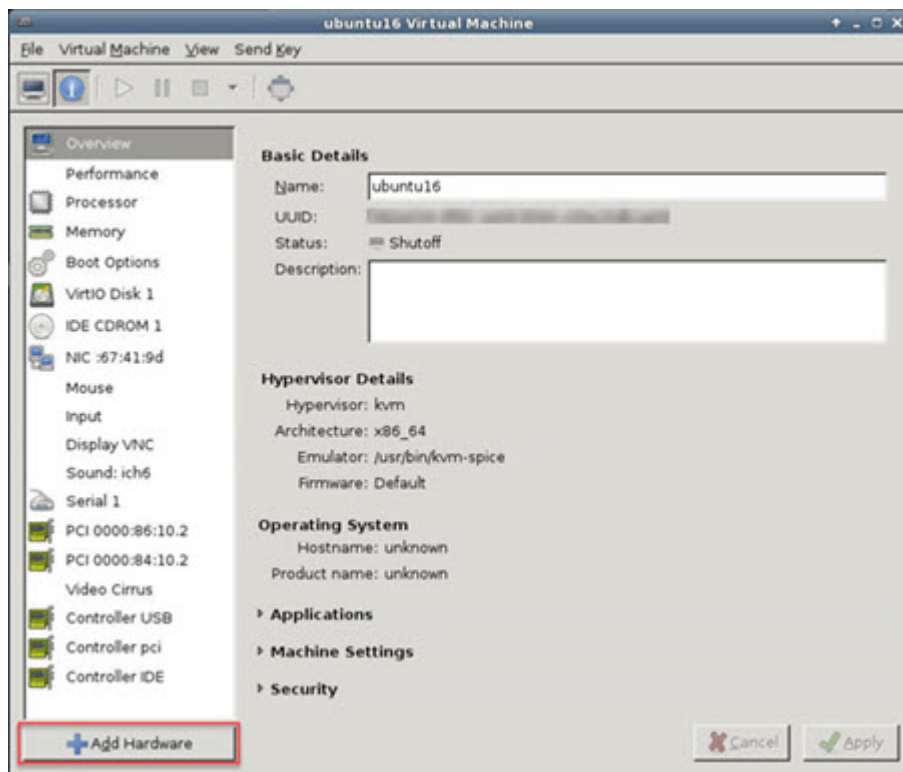 ubuntu16 Virtual Machine
File Virtual Machine View Send Key
Overview
Performance
Processor
Memory
Boot Options
VirtIO Disk 1
IDE CDROM 1
NIC :67:41:9d
Mouse
Input
Display VNC
Sound: ich6
Serial 1
PCI 0000:86:10.2
PCI 0000:84:10.2
Video Cirrus
Controller USB
Controller pci
Controller IDE
Add Hardware
Basic Details
Name: ubuntu16
UUID:
Status: Shutoff
Description:
Hypervisor Details
Hypervisor: kvm
Architecture: x86_64
Emulator: /usr/bin/kvm-spice
Firmware: Default
Operating System
Hostname: unknown
Product name: unknown
Applications
Machine Settings
Security
Cancel Apply